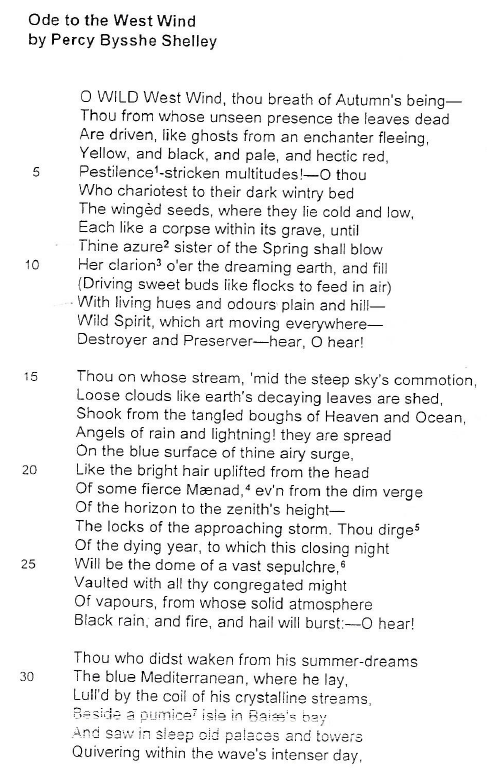 Ode to the West Wind
by Percy Bysshe Shelley
O WILD West Wind, thou breath of Autumn's being—
Thou from whose unseen presence the leaves dead
Are driven, like ghosts from an enchanter fleeing,
Yellow, and black, and pale, and hectic red,
5 Pestilence¹-stricken multitudes!—O thou
Who chariotest to their dark wintry bed
The wingèd seeds, where they lie cold and low,
Each like a corpse within its grave, until
Thine azure² sister of the Spring shall blow
10 Her clarion³ o'er the dreaming earth, and fill
(Driving sweet buds like flocks to feed in air)
With living hues and odours plain and hill—
Wild Spirit, which art moving everywhere—
Destroyer and Preserver—hear, O hear!
15 Thou on whose stream, 'mid the steep sky's commotion,
Loose clouds like earth's decaying leaves are shed,
Shook from the tangled boughs of Heaven and Ocean,
Angels of rain and lightning! they are spread
On the blue surface of thine airy surge,
20 Like the bright hair uplifted from the head
Of some fierce Mænad,⁴ ev'n from the dim verge
Of the horizon to the zenith's height—
The locks of the approaching storm. Thou dirge⁵
Of the dying year, to which this closing night
25 Will be the dome of a vast sepulchre,⁶
Vaulted with all thy congregated might
Of vapours, from whose solid atmosphere
Black rain, and fire, and hail will burst:—O hear!
Thou who didst waken from his summer-dreams
30 The blue Mediterranean, where he lay,
Lull'd by the coil of his crystalline streams,
Beside a pumice⁷ isle in Baiæ's bay
And saw in sleep old palaces and towers
Quivering within the wave's intenser day,